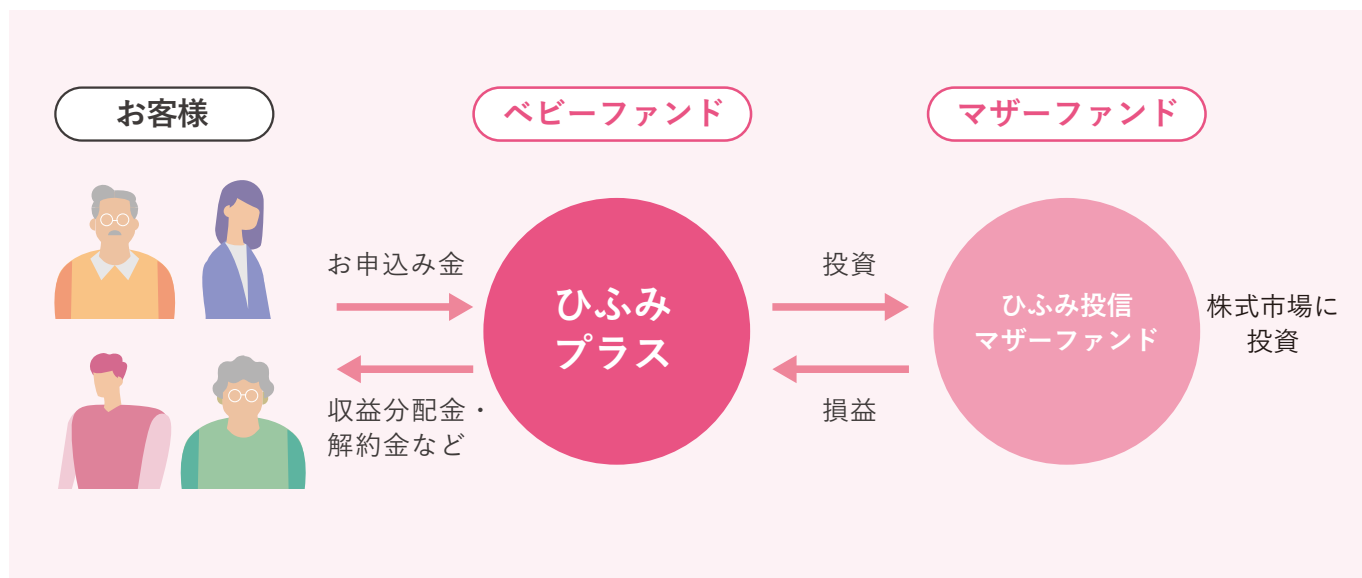 お客様
ベビーファンド
マザーファンド
お申込み金
収益分配金・
解約金など
ひふみ
プラス
投資
損益
ひふみ投信
マザーファンド
株式市場に
投資